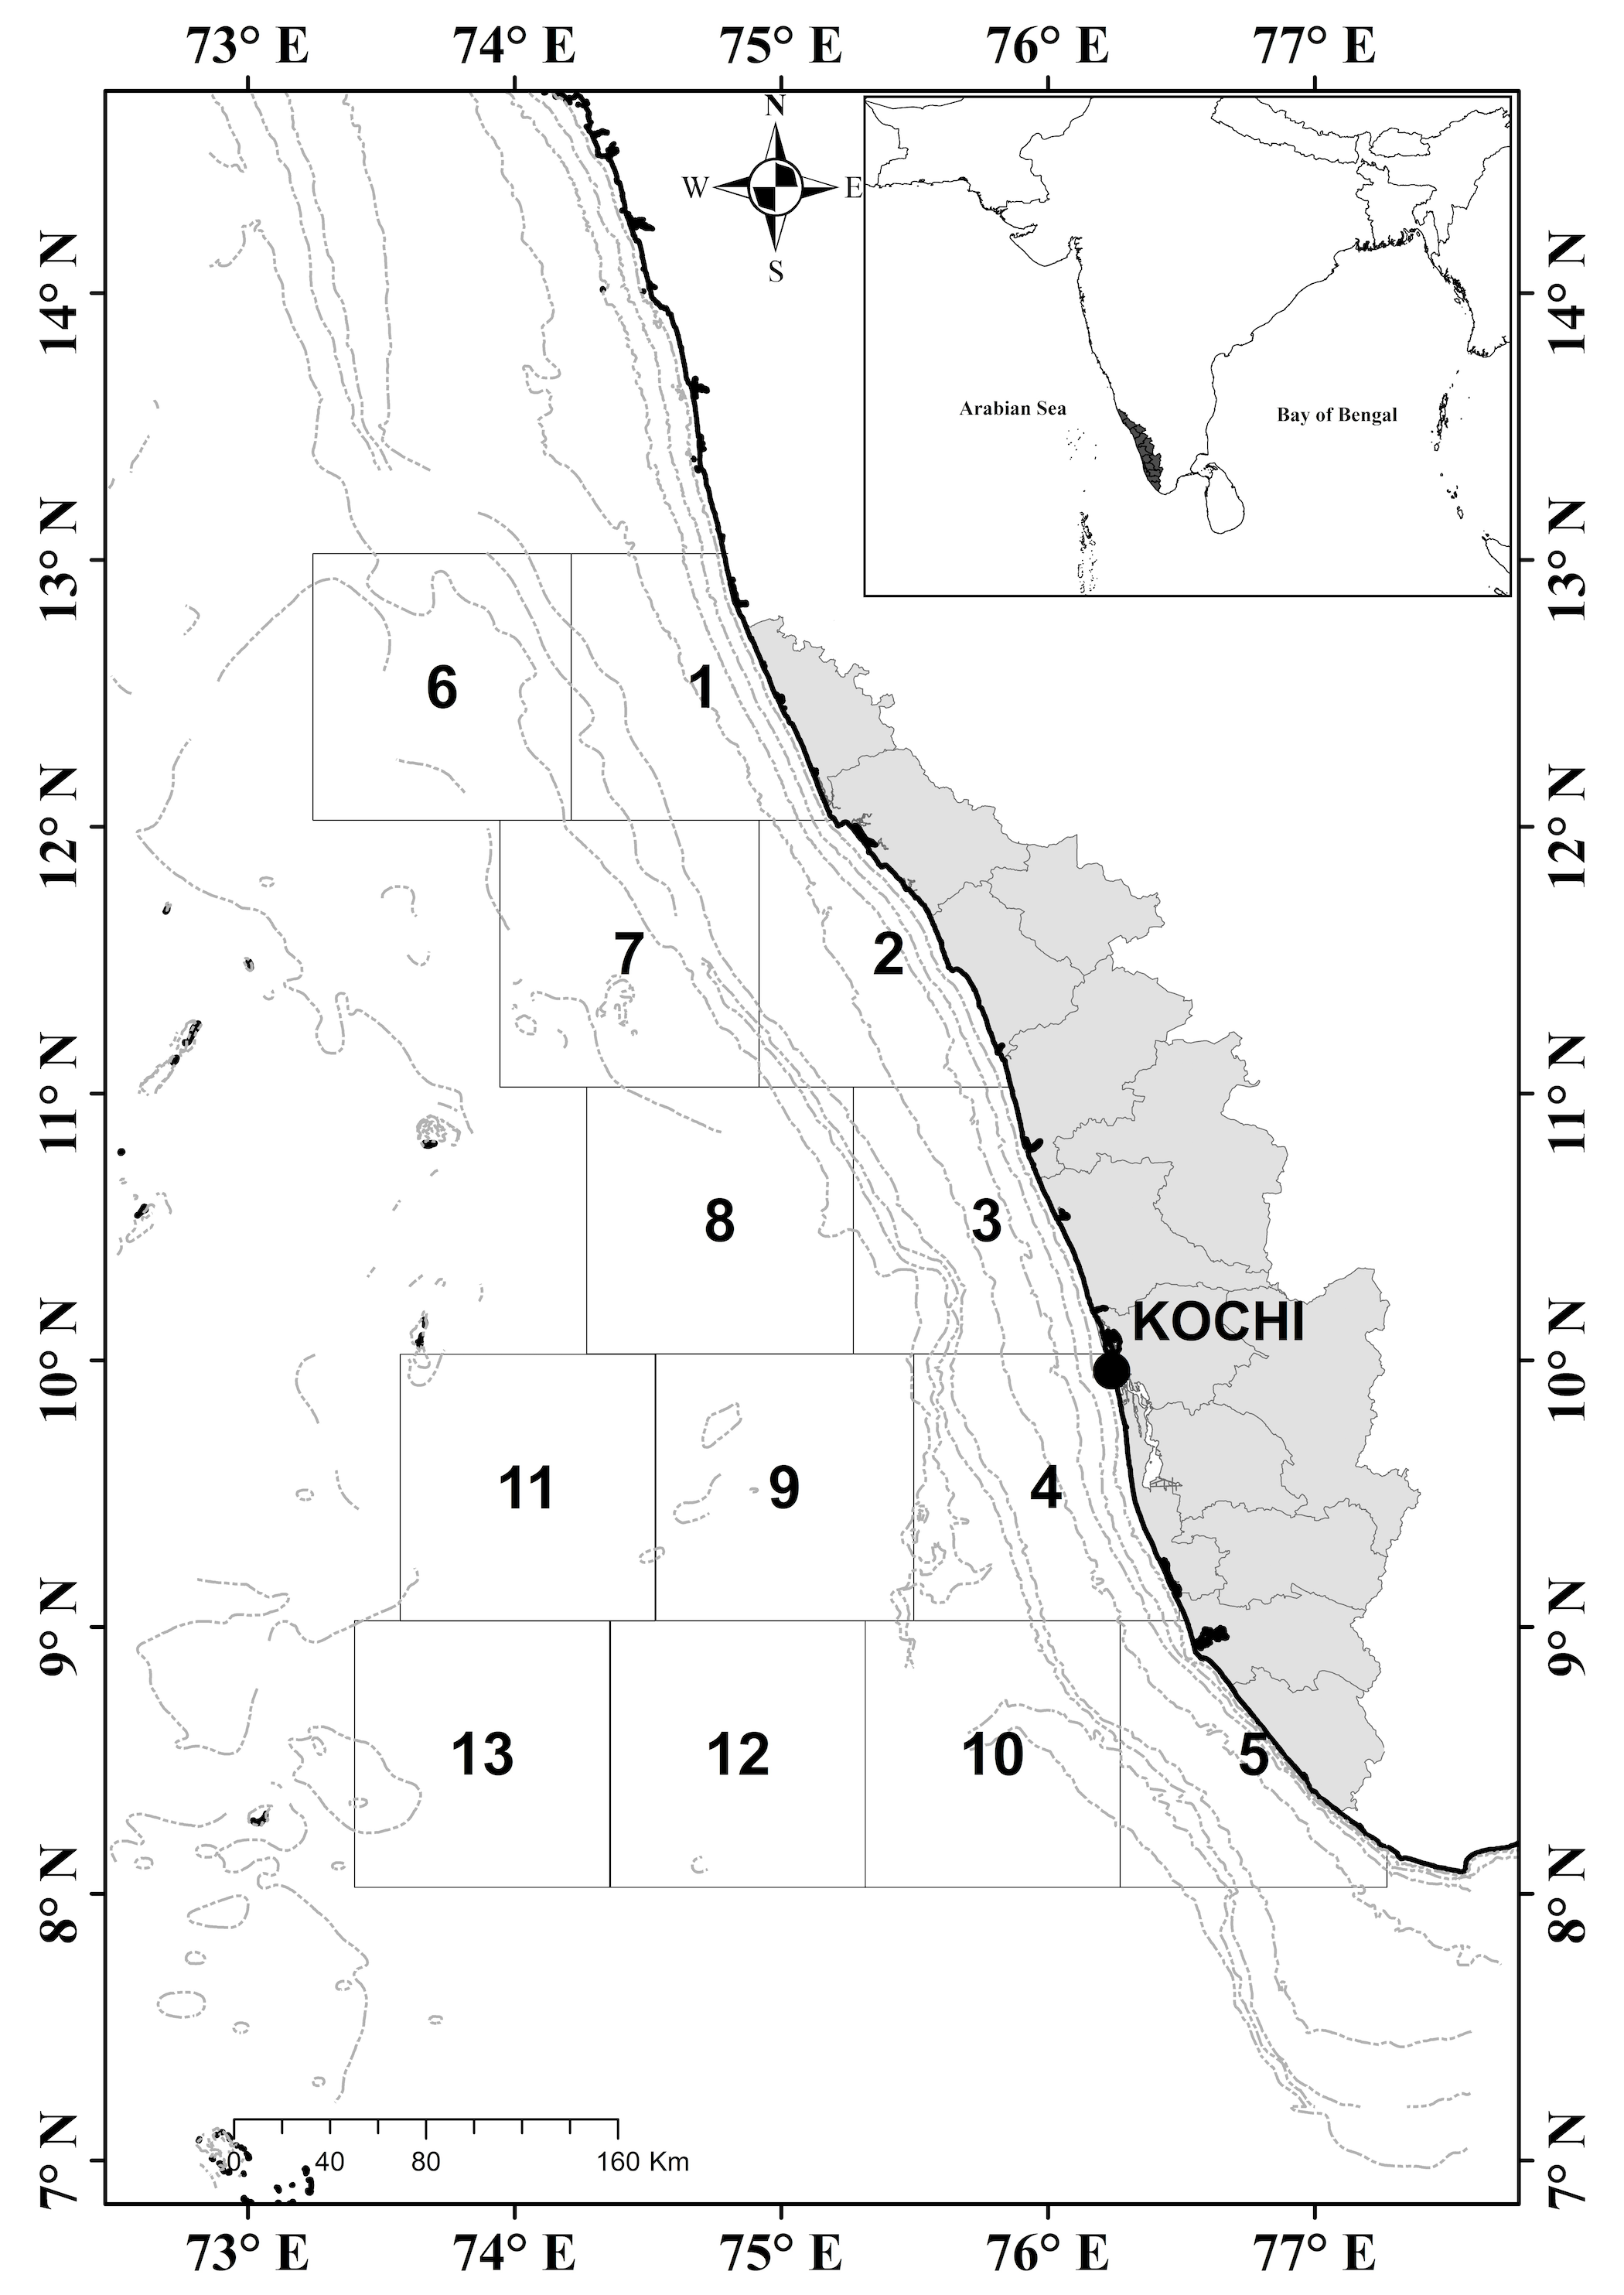 73° E 74° E 75° E 76° E 77° E
N
W E
S
14° N 14° N
Arabian Sea Bay of Bengal
13° N 13° N
6 1
12° N 12° N
7 2
11° N 11° N
8 3
KOCHI
10° N 10° N
11 9 4
9° N 9° N
13 12 10 5
8° N 8° N
0 40 80 160 Km
7° N 7° N
73° E 74° E 75° E 76° E 77° E